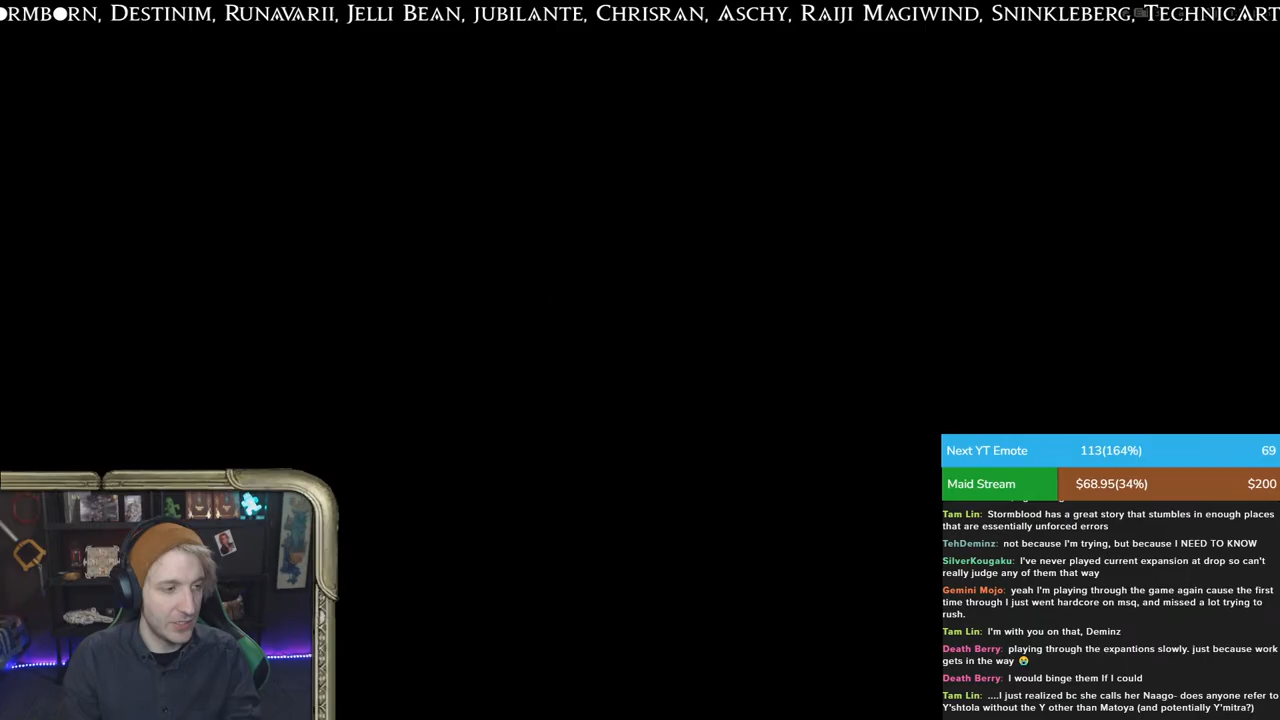 ORMBORN, DESTINIM, RUNAVARII, JELLI BEAN, JUBILANTE, CHRISRAN, ASCHY, RAIJI MAGIWIND, SNINKLEBERG, TECHNICART
Next YT Emote 113(164%) 69
Maid Stream $68.95(34%) $200
Tam Lin: Stormblood has a great story that stumbles in enough places
that are essentially unforced errors
TehDeminz: not because I'm trying, but because I NEED TO KNOW
SilverKougaku: I've never played current expansion at drop so can't
really judge any of them that way
Gemini Mojo: yeah I'm playing through the game again cause the first
time through I just went hardcore on msq, and missed a lot trying to
rush.
Tam Lin: I'm with you on that, Deminz
Death Berry: playing through the expantions slowly. just because work
gets in the way 😭
Death Berry: I would binge them If I could
Tam Lin: ....I just realized bc she calls her Naago- does anyone refer to
Y'shtola without the Y other than Matoya (and potentially Y'mitra?)